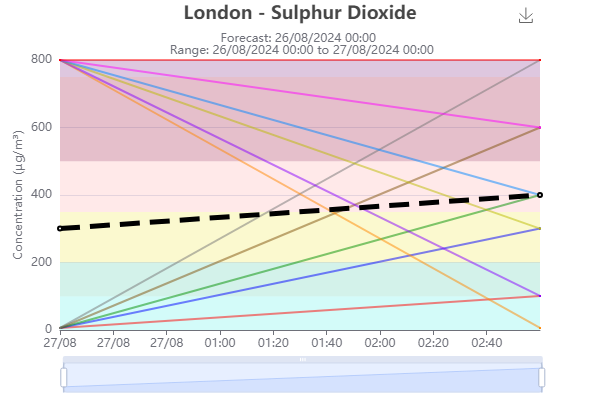 London - Sulphur Dioxide
Forecast: 26/08/2024 00:00
Range: 26/08/2024 00:00 to 27/08/2024 00:00
Concentration (µg/m³)
800
600
400
200
0
27/08 27/08 27/08 01:00 01:20 02:00 02:20 02:40